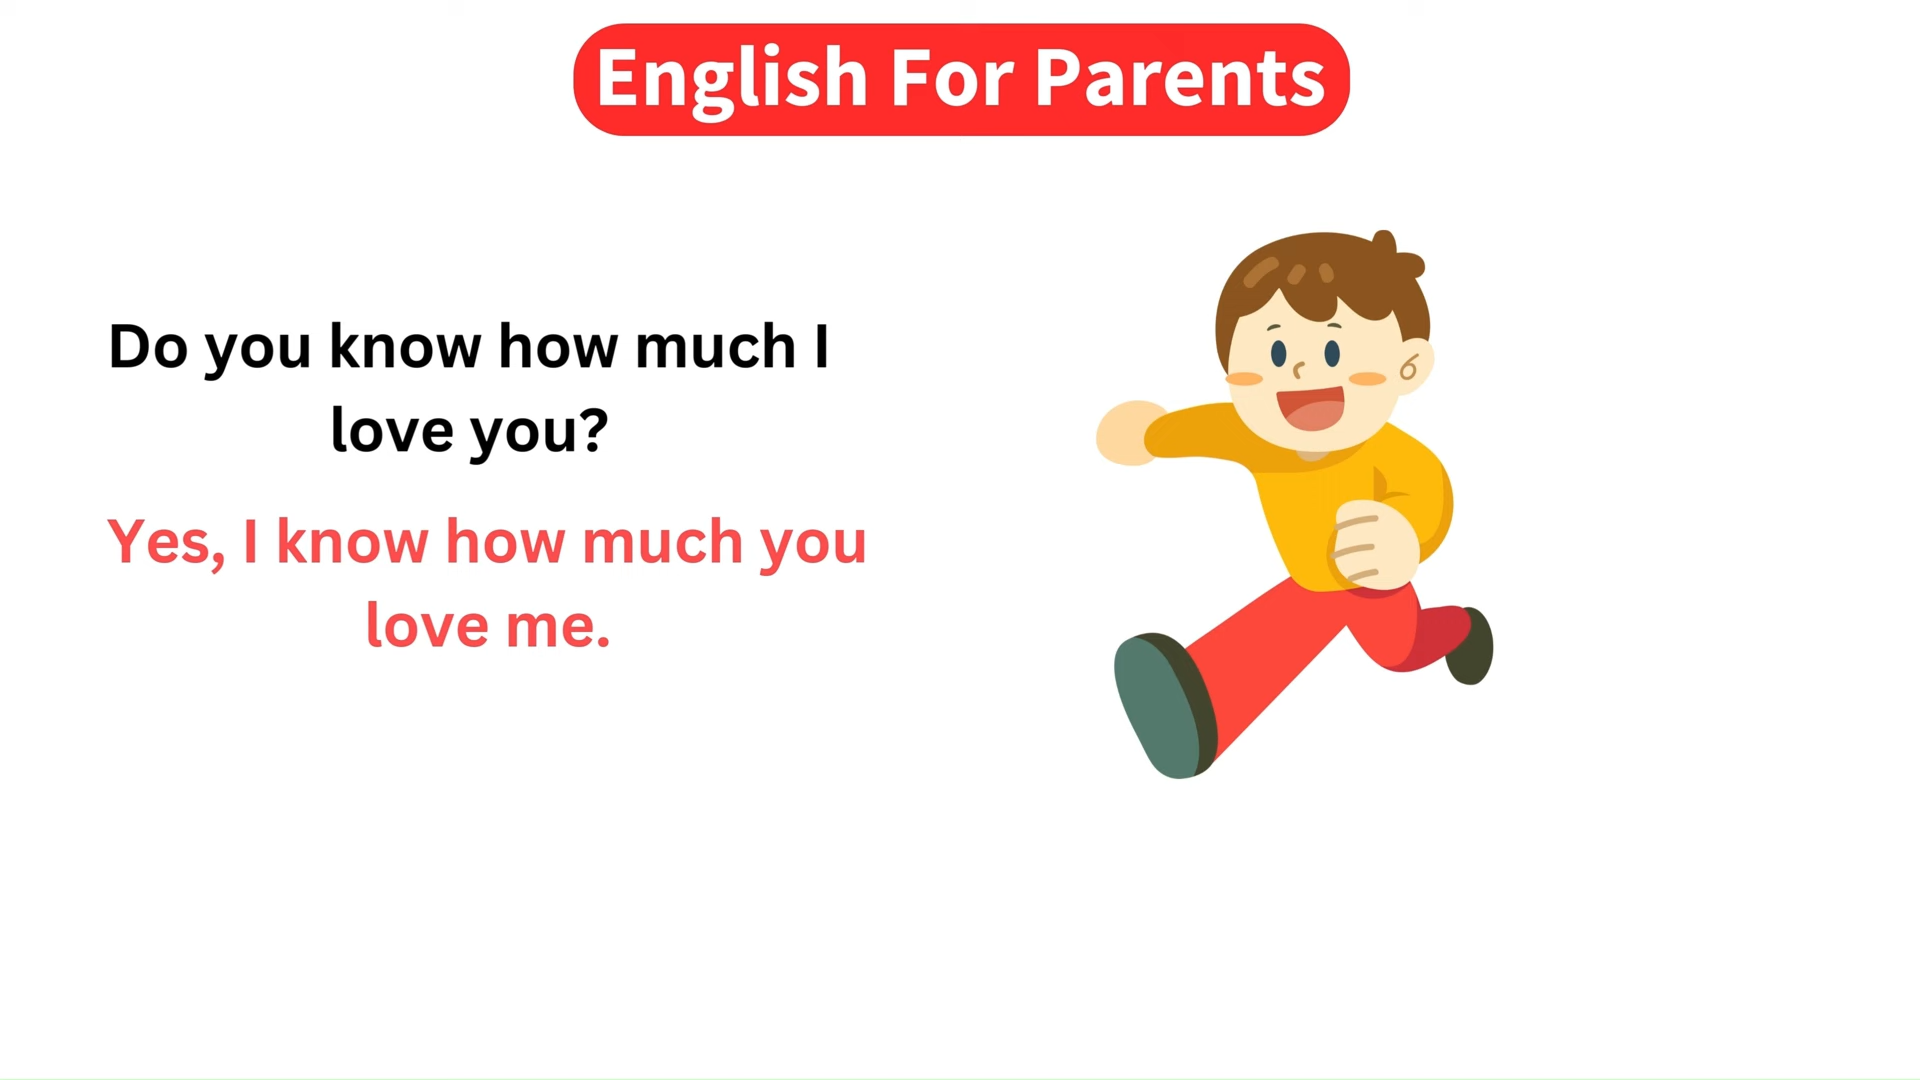 English For Parents
Do you know how much I
love you?
Yes, I know how much you
love me.